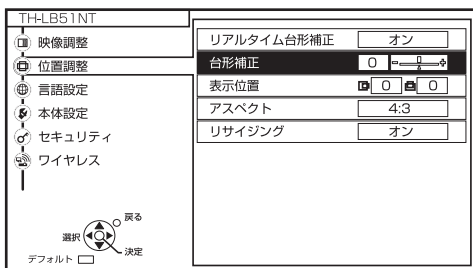 TH-LB51NT
映像調整
位置調整
言語設定
本体設定
セキュリティ
ワイヤレス
リアルタイム台形補正 オン
台形補正 0
表示位置 0 0
アスペクト 4:3
リサイジング オン
戻る
選択
決定
デフォルト